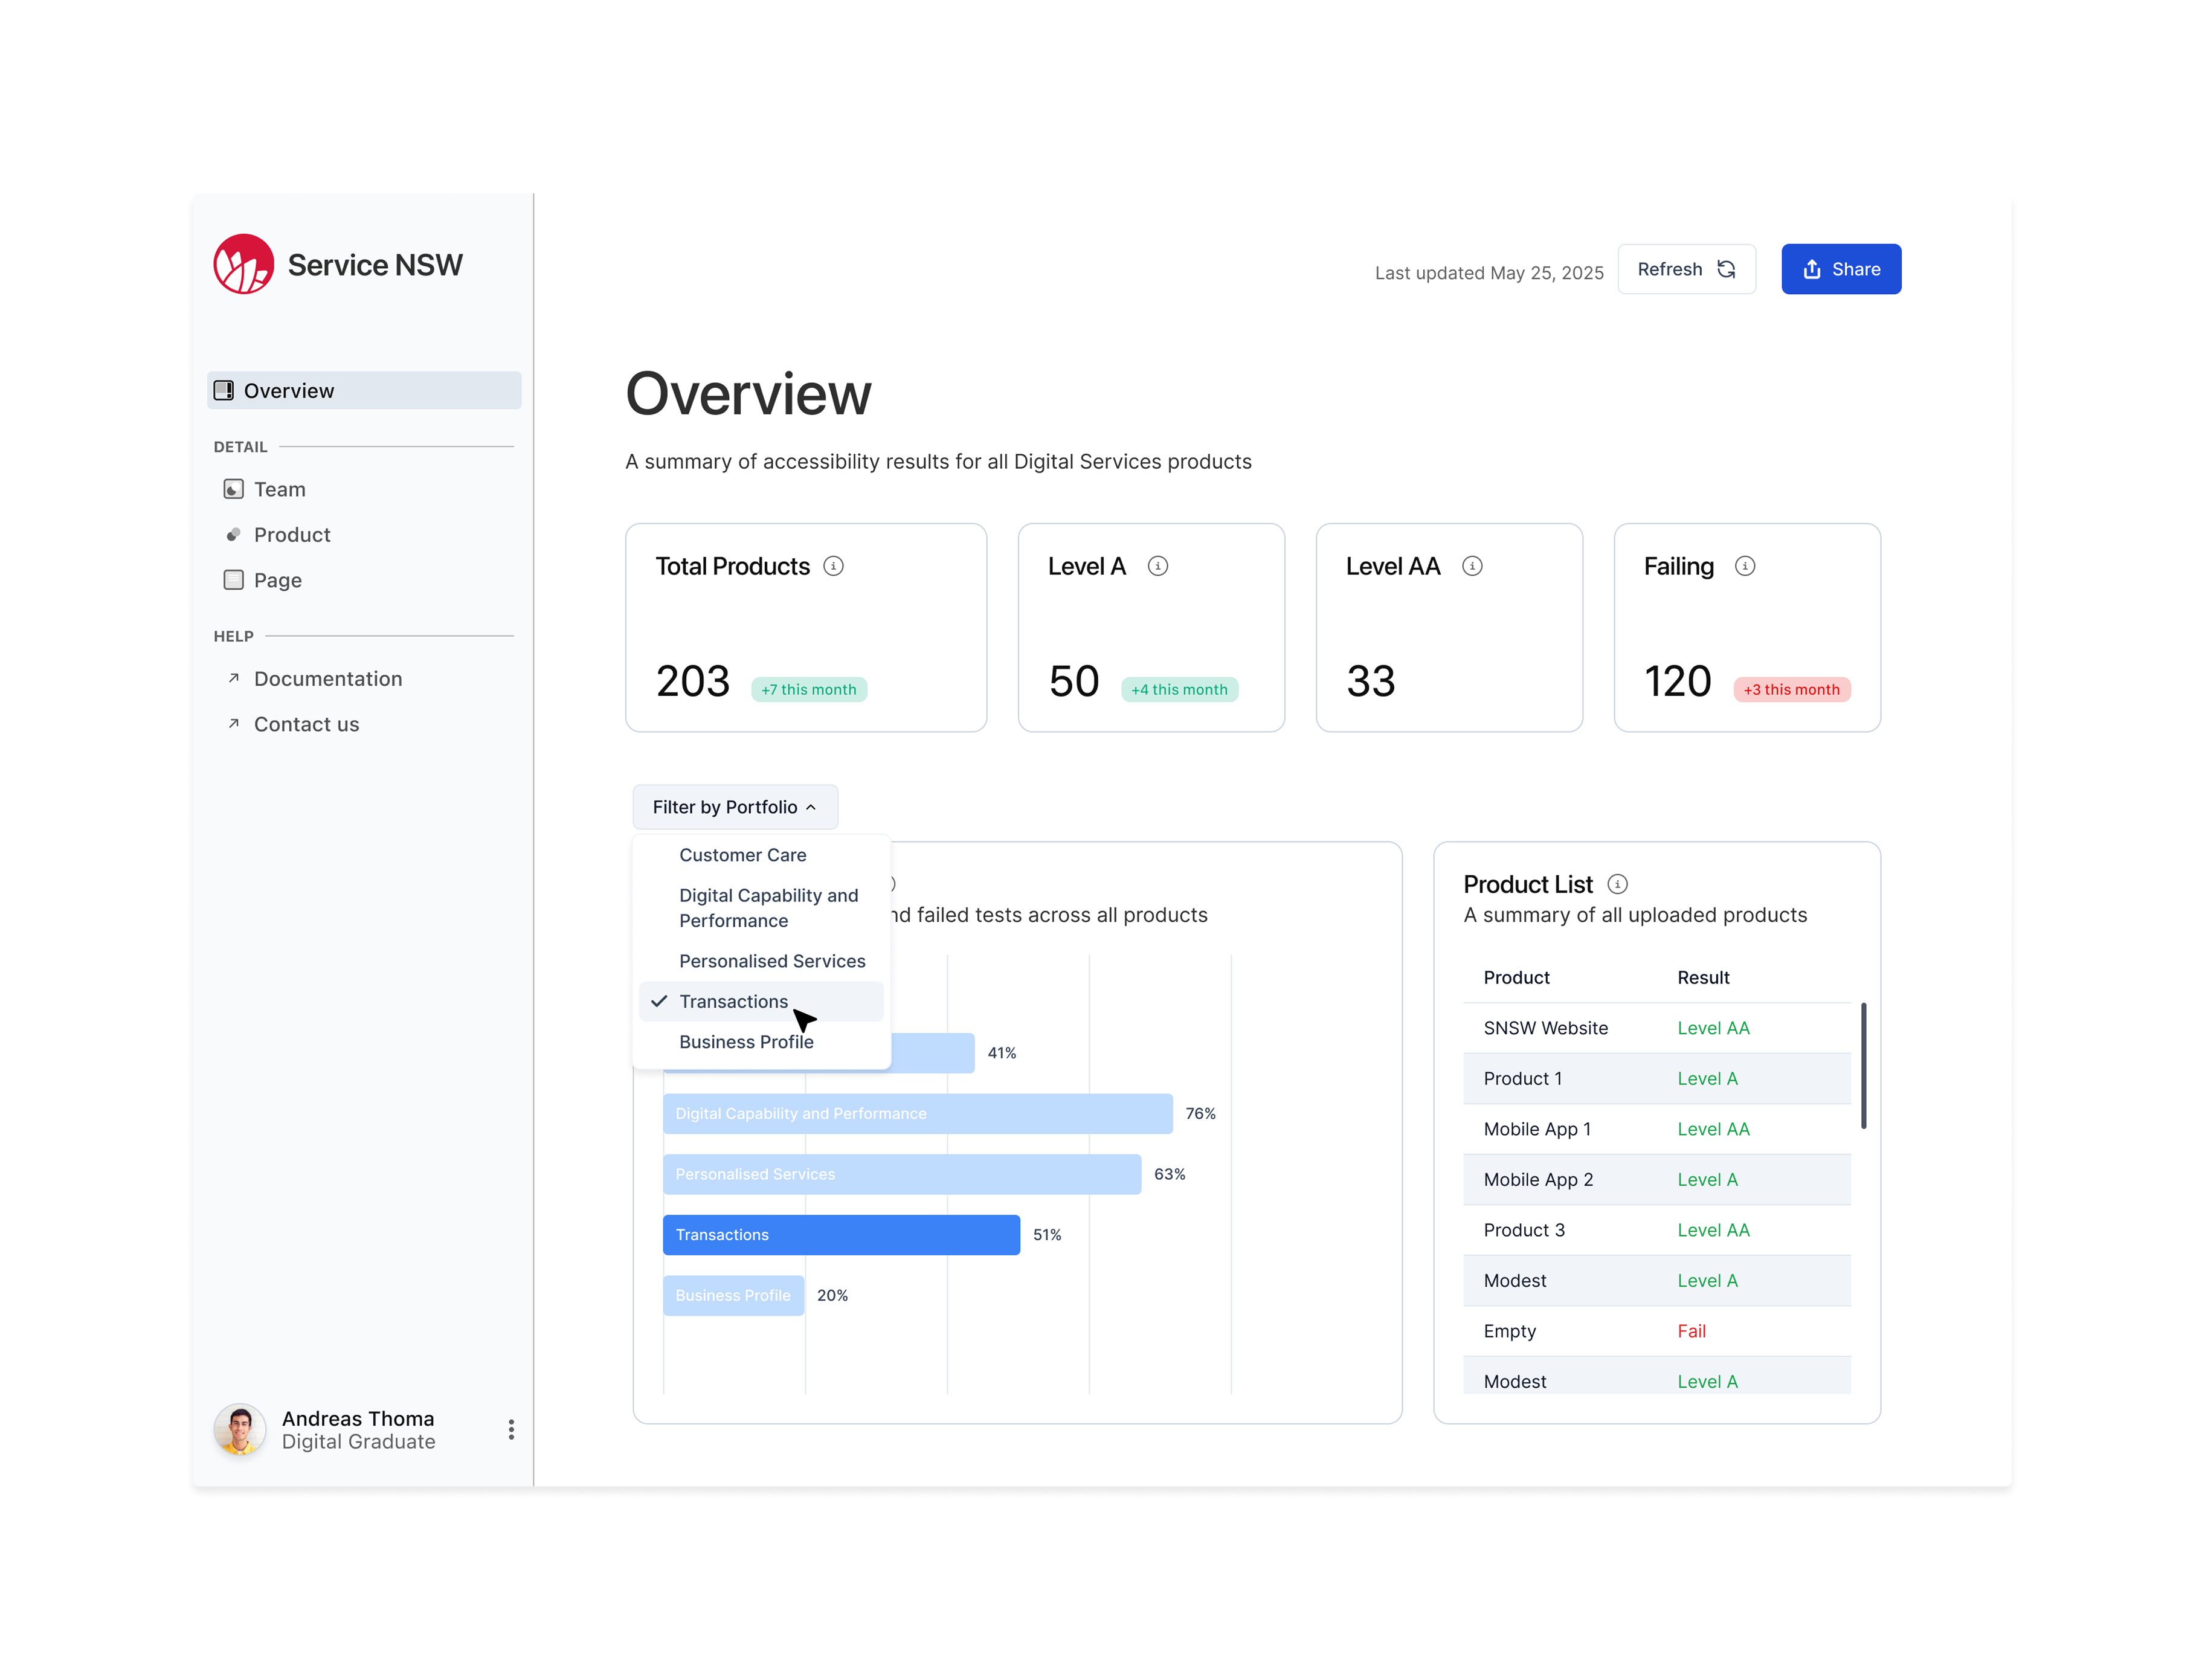 Service NSW
Overview
DETAIL
Team
Product
Page
HELP
Documentation
Contact us
Andreas Thoma
Digital Graduate
Last updated May 25, 2025
Refresh
Share
Overview
A summary of accessibility results for all Digital Services products
Total Products
203
+7 this month
Level A
50
+4 this month
Level AA
33
Failing
120
+3 this month
Filter by Portfolio
Customer Care
Digital Capability and
Performance
Personalised Services
Transactions
Business Profile
failed tests across all products
41%
Digital Capability and Performance
76%
Personalised Services
63%
Transactions
51%
Business Profile
20%
Product List
A summary of all uploaded products
Product Result
SNSW Website Level AA
Product 1 Level A
Mobile App 1 Level AA
Mobile App 2 Level A
Product 3 Level AA
Modest Level A
Empty Fail
Modest Level A